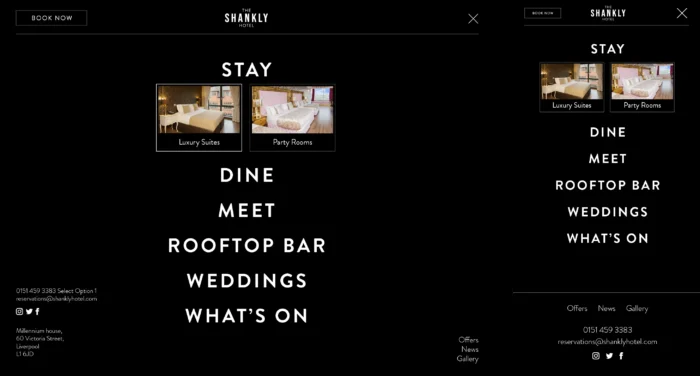 BOOK NOW
THE
SHANKLY
HOTEL
STAY
Luxury Suites
Party Rooms
DINE
MEET
ROOFTOP BAR
WEDDINGS
WHAT'S ON
0151 459 3383 Select Option 1
reservations@shanklyhotel.com
Millennium house,
60 Victoria Street,
Liverpool
L1 6JD
Offers
News
Gallery
BOOK NOW
THE
SHANKLY
HOTEL
STAY
Luxury Suites
Party Rooms
DINE
MEET
ROOFTOP BAR
WEDDINGS
WHAT'S ON
Offers News Gallery
0151 459 3383
reservations@shanklyhotel.com